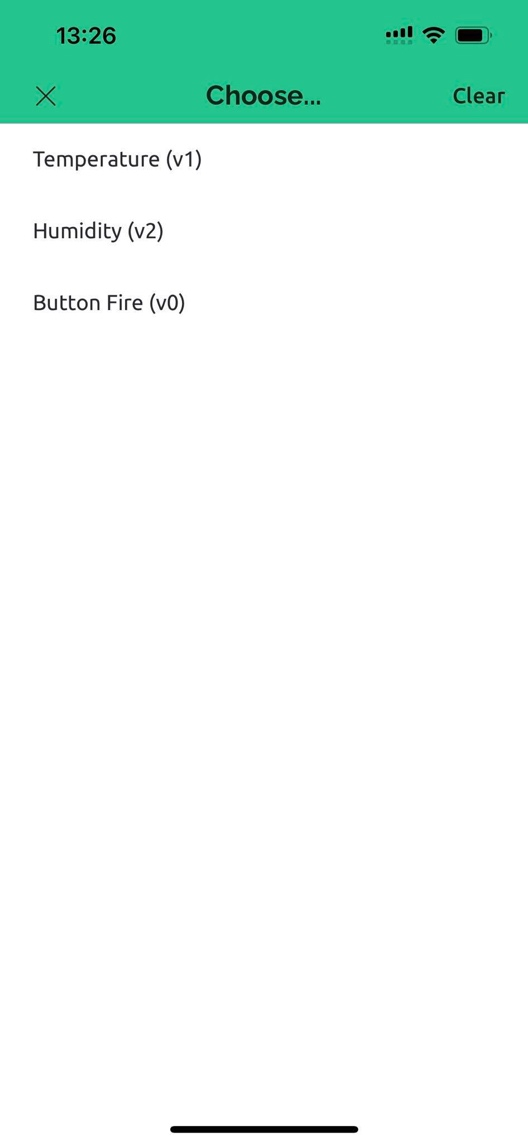 13:26
Choose...
Clear
Temperature (v1)
Humidity (v2)
Button Fire (v0)